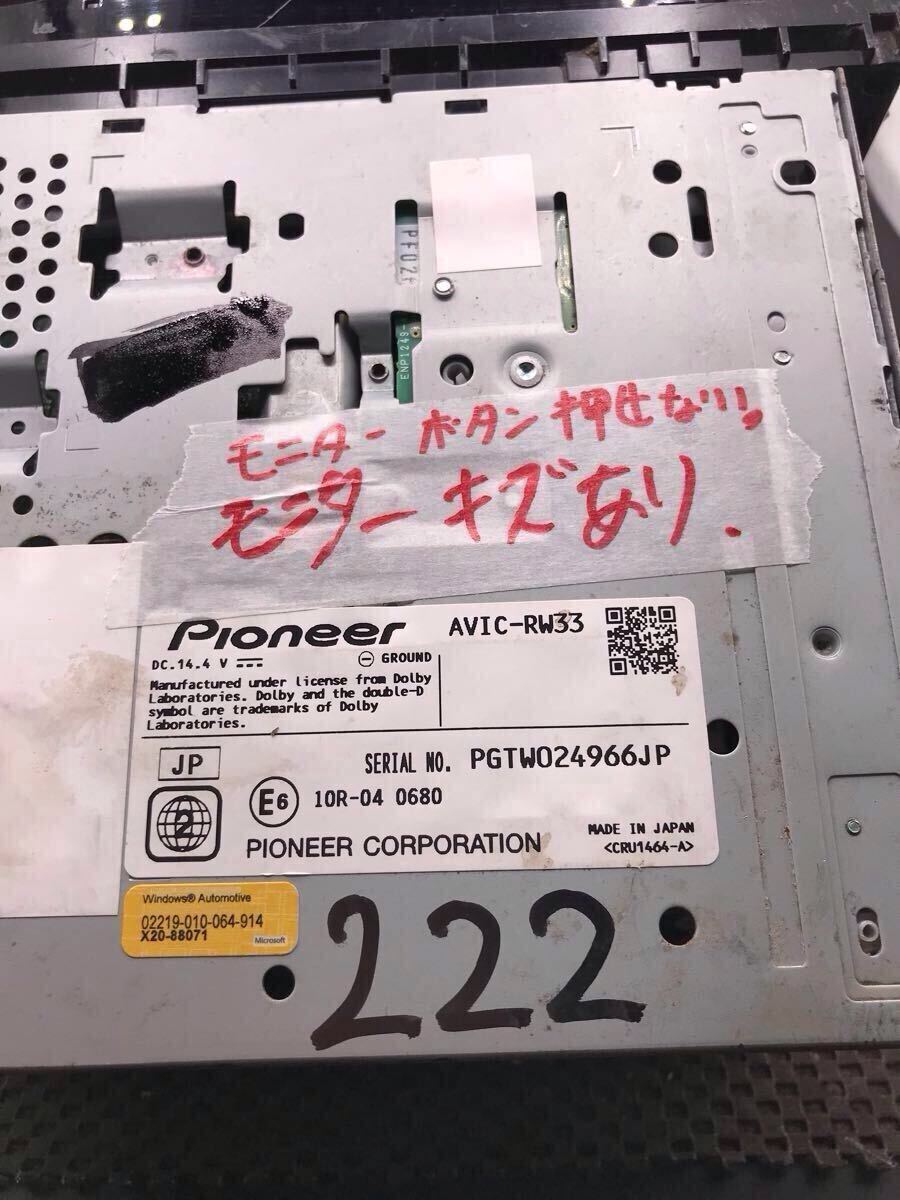 PF02
ENP1249-
モニター ボタン 押せない!
モニター キズあり.
Pioneer AVIC-RW33
DC.14.4 V
⊖ GROUND
Manufactured under license from Dolby
Laboratories. Dolby and the double-D
symbol are trademarks of Dolby
Laboratories.
JP
SERIAL NO. PGTW024966JP
2
E6 10R-04 0680
PIONEER CORPORATION
MADE IN JAPAN
<CRU1464-A>
Windows® Automotive
02219-010-064-914
X20-88071
Microsoft
222